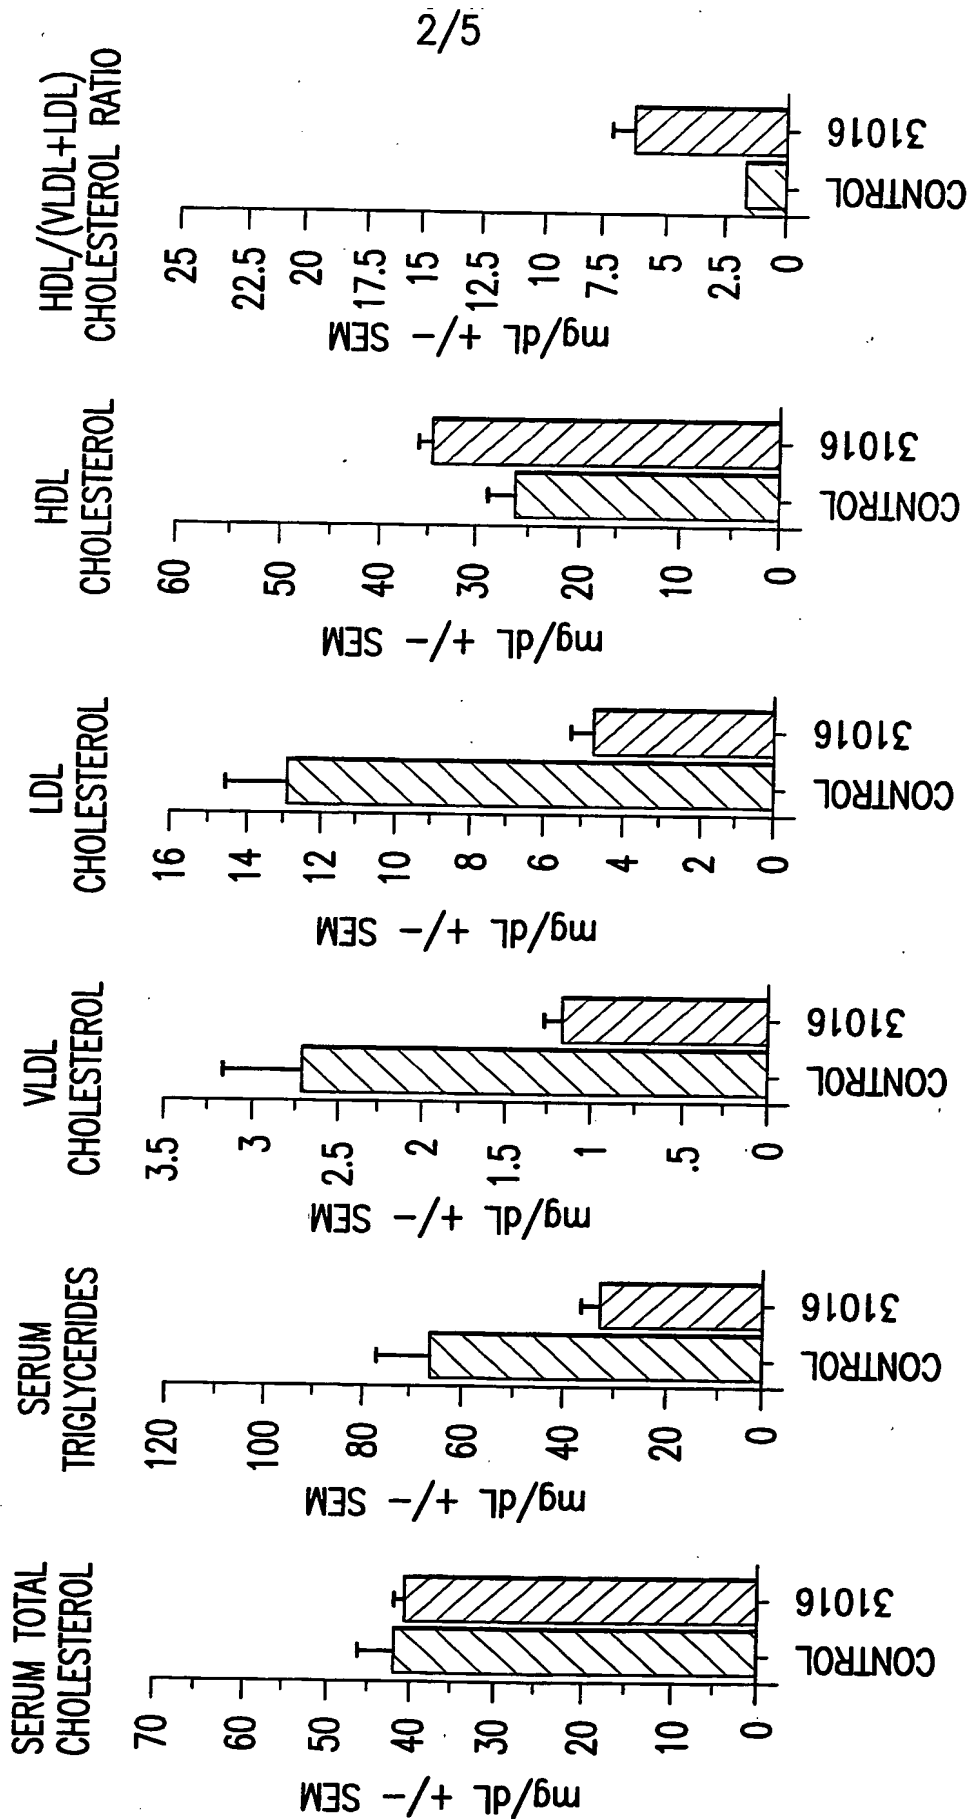 2/5
SERUM TOTAL
CHOLESTEROL
mg/dL +/- SEM
70
60
50
40
30
20
10
0
CONTROL
31016
SERUM
TRIGLYCERIDES
mg/dL +/- SEM
120
100
80
60
40
20
0
CONTROL
31016
VLDL
CHOLESTEROL
mg/dL +/- SEM
3.5
3
2.5
2
1.5
1
.5
0
CONTROL
31016
LDL
CHOLESTEROL
mg/dL +/- SEM
16
14
12
10
8
6
4
2
0
CONTROL
31016
HDL
CHOLESTEROL
mg/dL +/- SEM
60
50
40
30
20
10
0
CONTROL
31016
HDL/(VLDL+LDL)
CHOLESTEROL RATIO
mg/dL +/- SEM
25
22.5
20
17.5
15
12.5
10
7.5
5
2.5
0
CONTROL
31016